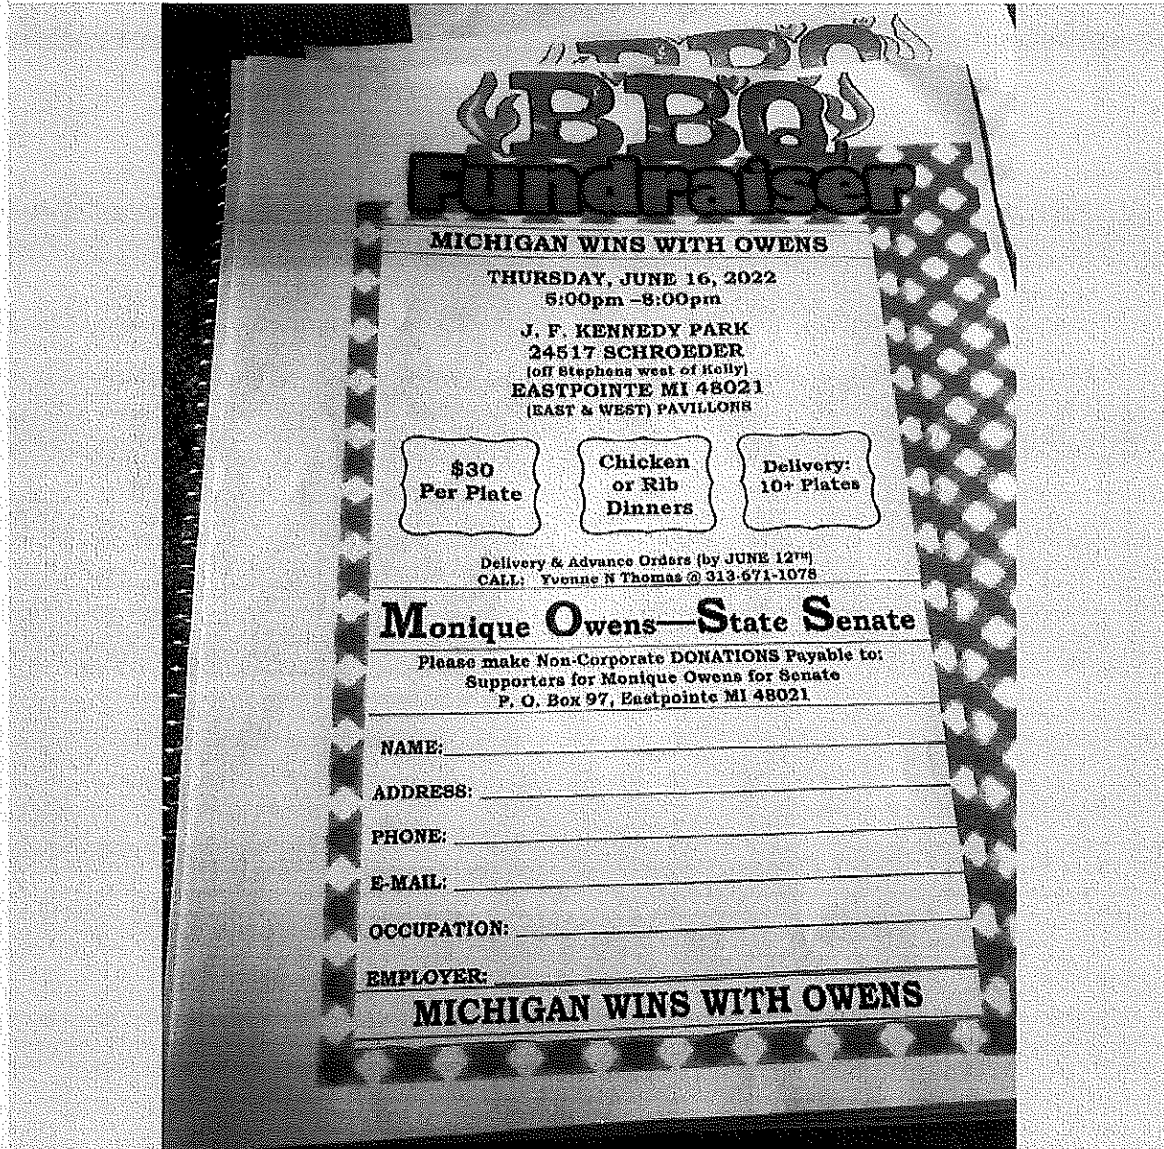 BBQ
BBQ
Fundraiser
MICHIGAN WINS WITH OWENS
THURSDAY, JUNE 16, 2022
5:00pm –8:00pm
J. F. KENNEDY PARK
24517 SCHROEDER
(off Stephens west of Kelly)
EASTPOINTE MI 48021
(EAST & WEST) PAVILLONS
$30
Per Plate
Chicken
or Rib
Dinners
Delivery:
10+ Plates
Delivery & Advance Orders (by JUNE 12TH)
CALL: Yvonne N Thomas @ 313-671-1078
Monique Owens—State Senate
Please make Non-Corporate DONATIONS Payable to:
Supporters for Monique Owens for Senate
P. O. Box 97, Eastpointe MI 48021
NAME:
ADDRESS:
PHONE:
E-MAIL:
OCCUPATION:
EMPLOYER:
MICHIGAN WINS WITH OWENS